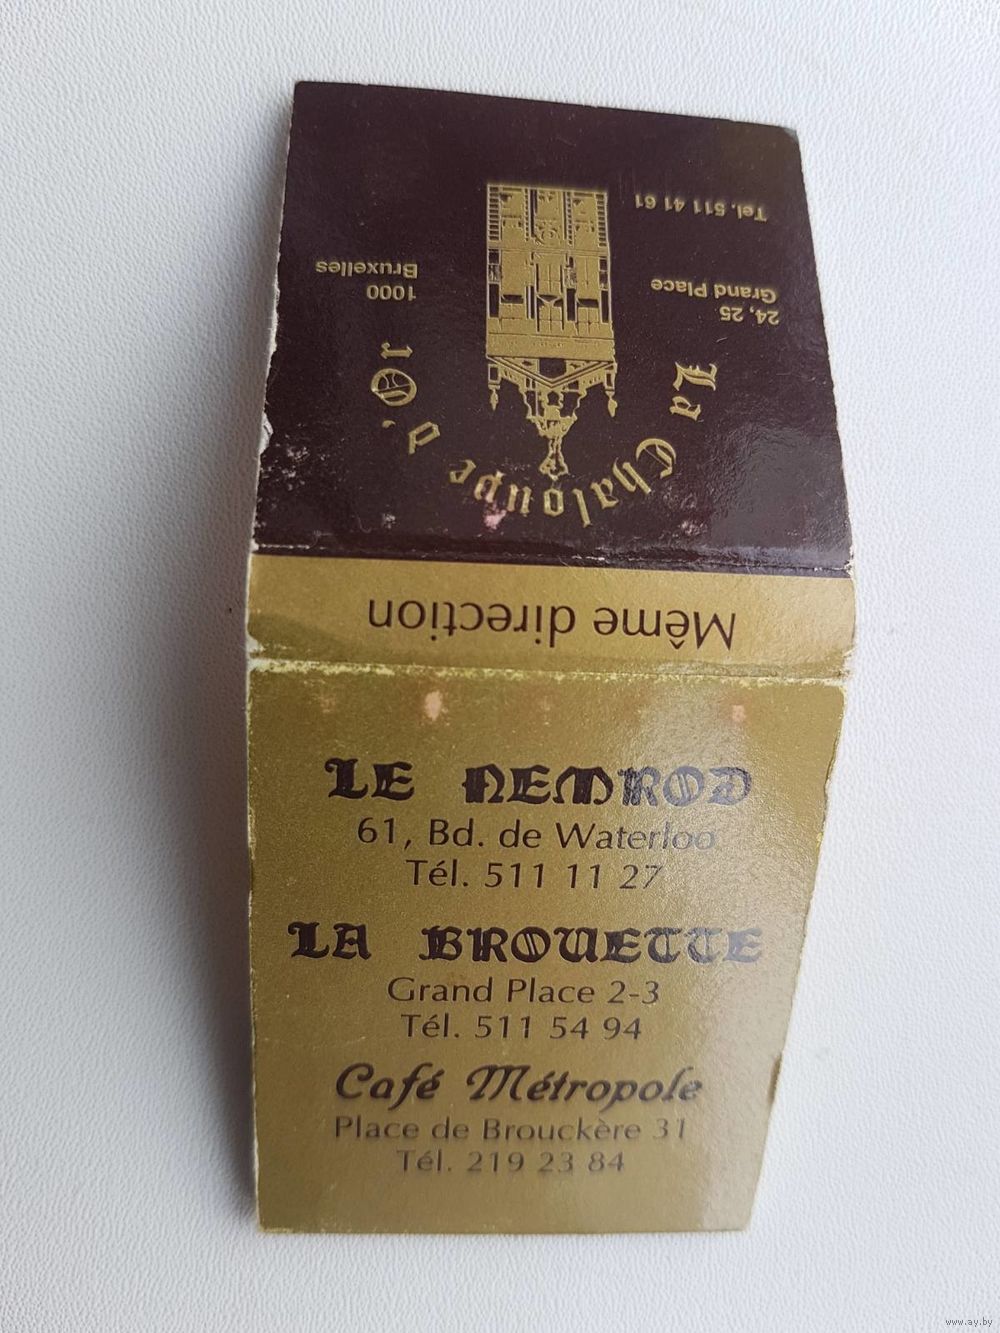 La Chaloupe d'Or
24, 25
Grand Place
1000
Bruxelles
Tel. 511 41 61
Même direction
LE NEMROD
61, Bd. de Waterloo
Tél. 511 11 27
LA BROUETTE
Grand Place 2-3
Tél. 511 54 94
Café Métropole
Place de Brouckère 31
Tél. 219 23 84
www.ay.by